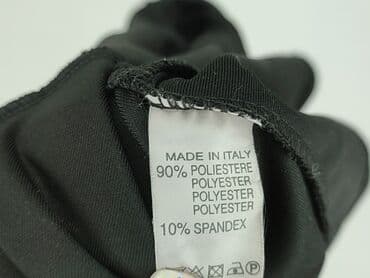 MADE IN ITALY
90% POLIESTERE
POLYESTER
POLYESTER
POLYESTER
10% SPANDEX